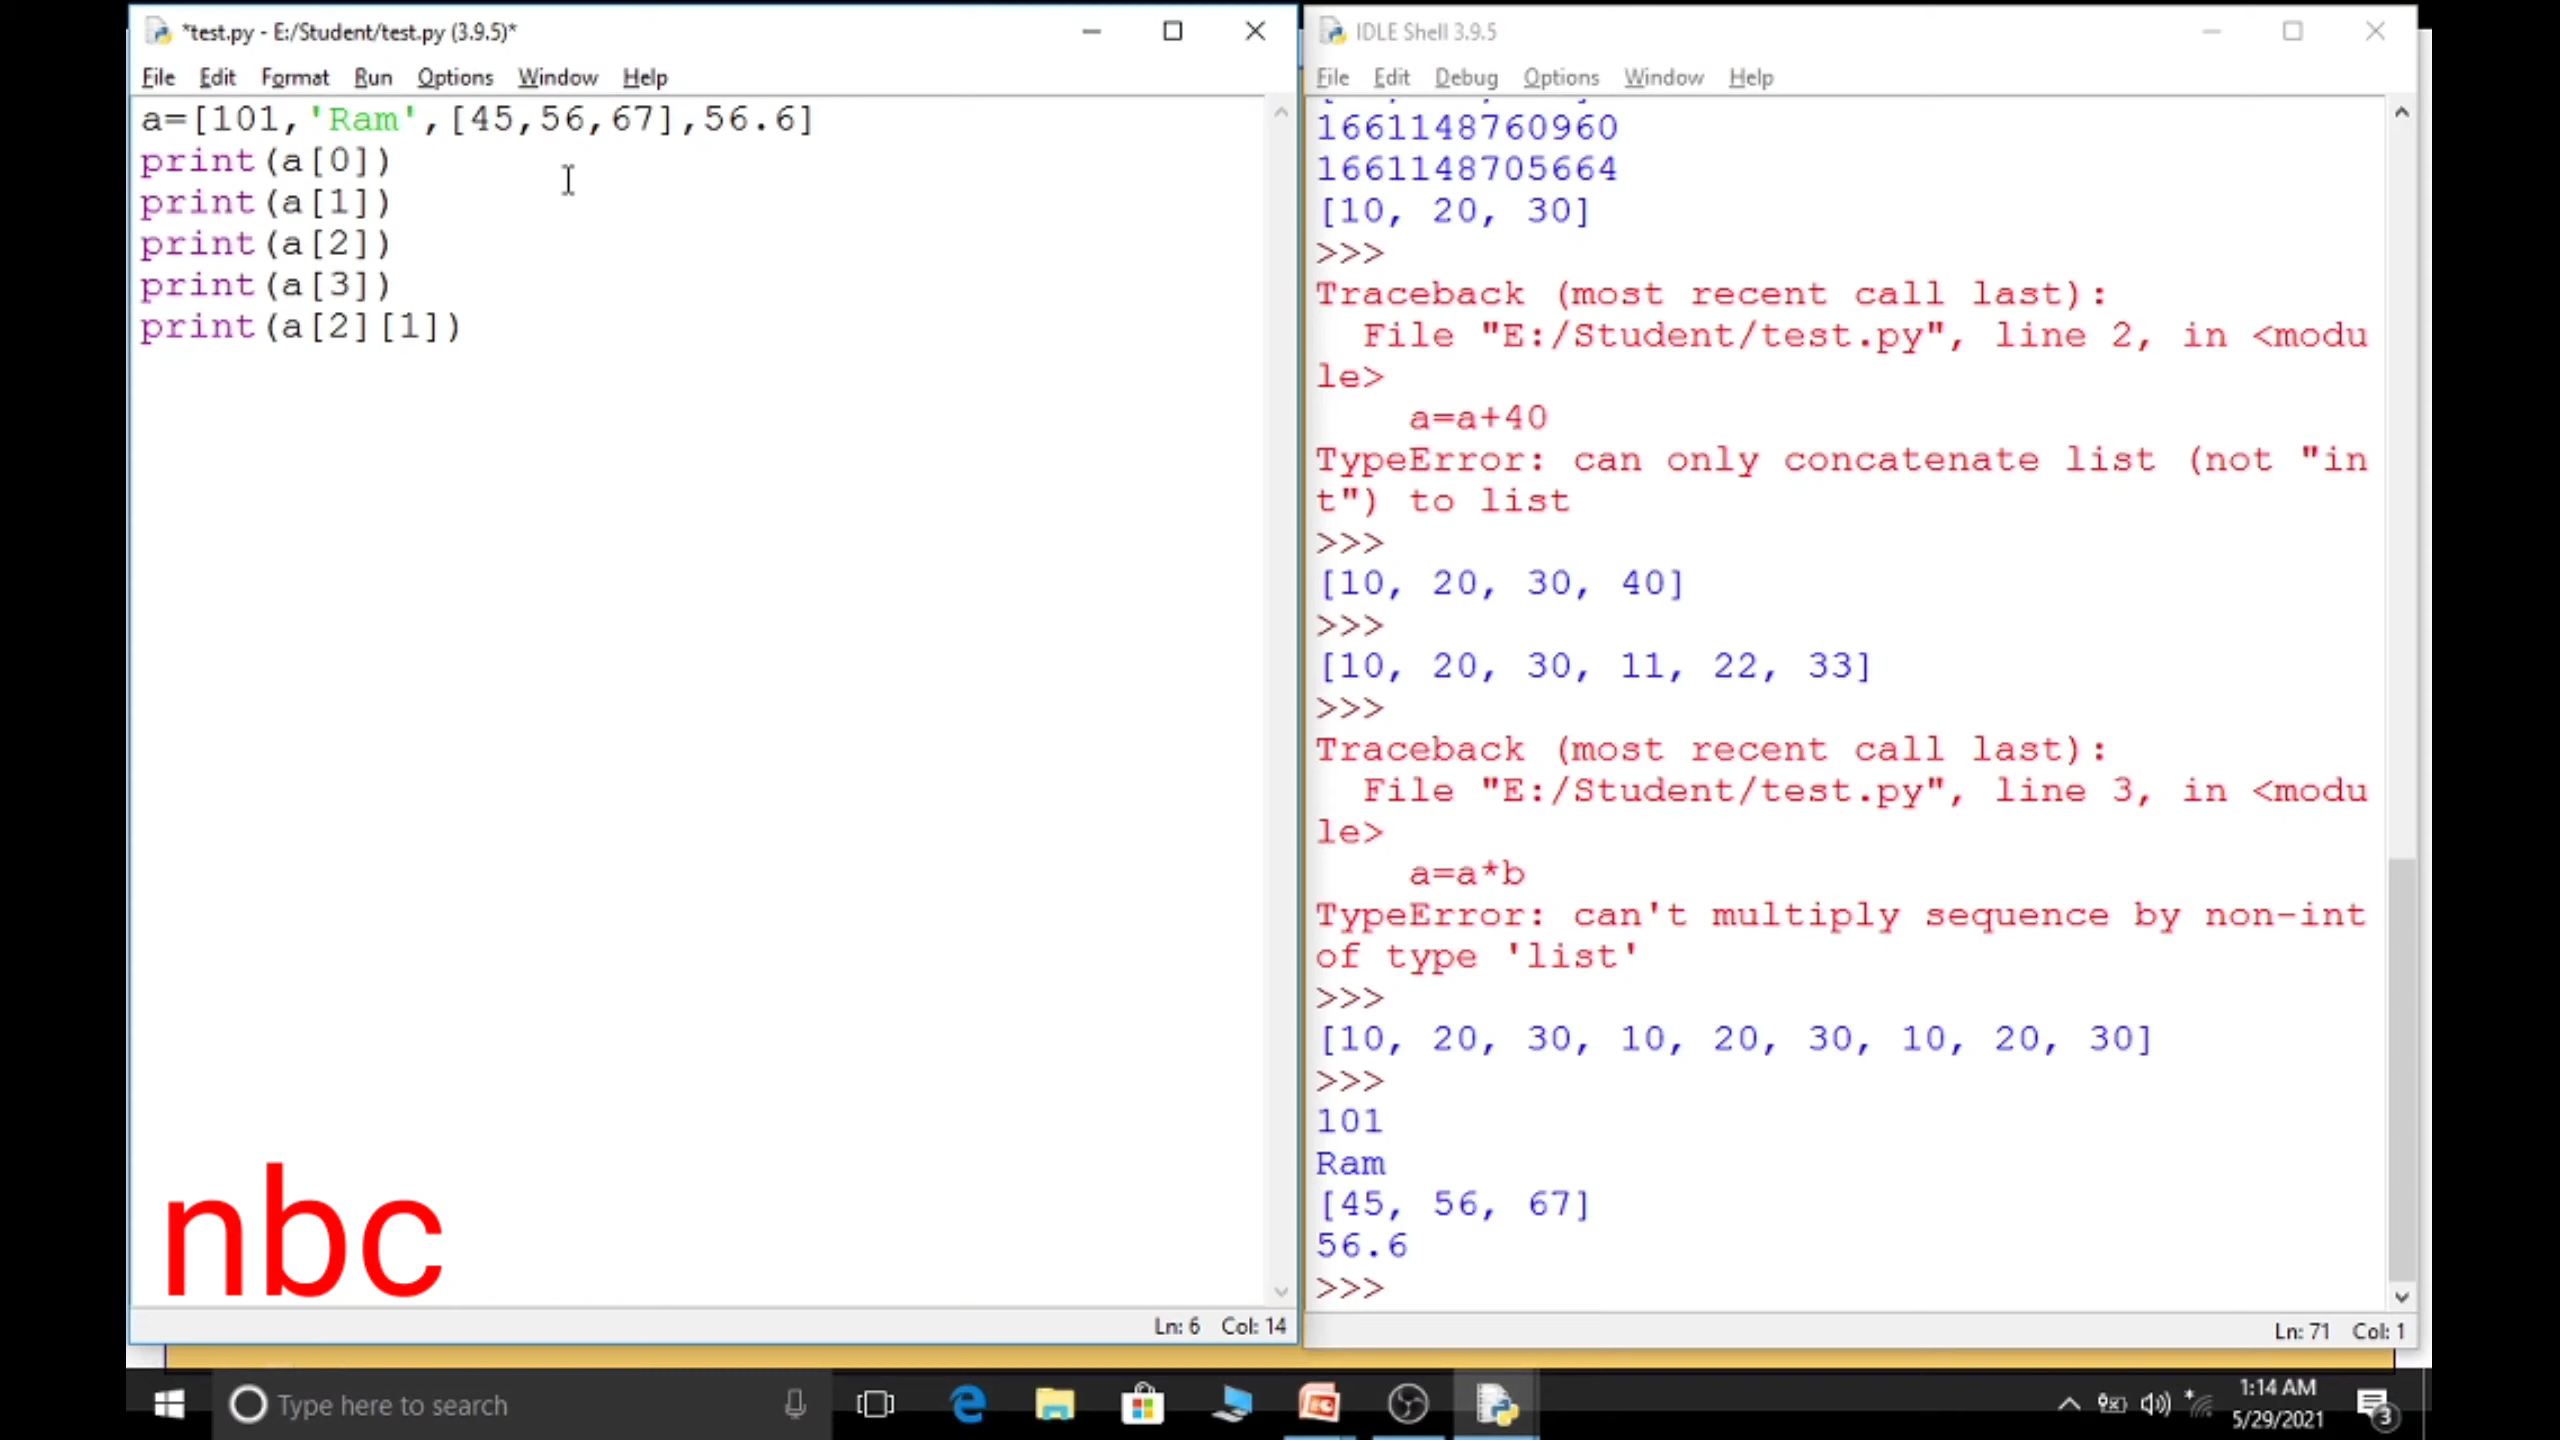 *test.py - E:/Student/test.py (3.9.5)*
File Edit Format Run Options Window Help
a=[101,'Ram',[45,56,67],56.6]
print(a[0])
print(a[1])
print(a[2])
print(a[3])
print(a[2][1])
nbc
Ln: 6 Col: 14
IDLE Shell 3.9.5
File Edit Debug Options Window Help
1661148760960
1661148705664
[10, 20, 30]
>>>
Traceback (most recent call last):
  File "E:/Student/test.py", line 2, in <modu
le>
    a=a+40
TypeError: can only concatenate list (not "in
t") to list
>>>
[10, 20, 30, 40]
>>>
[10, 20, 30, 11, 22, 33]
>>>
Traceback (most recent call last):
  File "E:/Student/test.py", line 3, in <modu
le>
    a=a*b
TypeError: can't multiply sequence by non-int
of type 'list'
>>>
[10, 20, 30, 10, 20, 30, 10, 20, 30]
>>>
101
Ram
[45, 56, 67]
56.6
>>>
Ln: 71 Col: 1
Type here to search
1:14 AM
5/29/2021
3